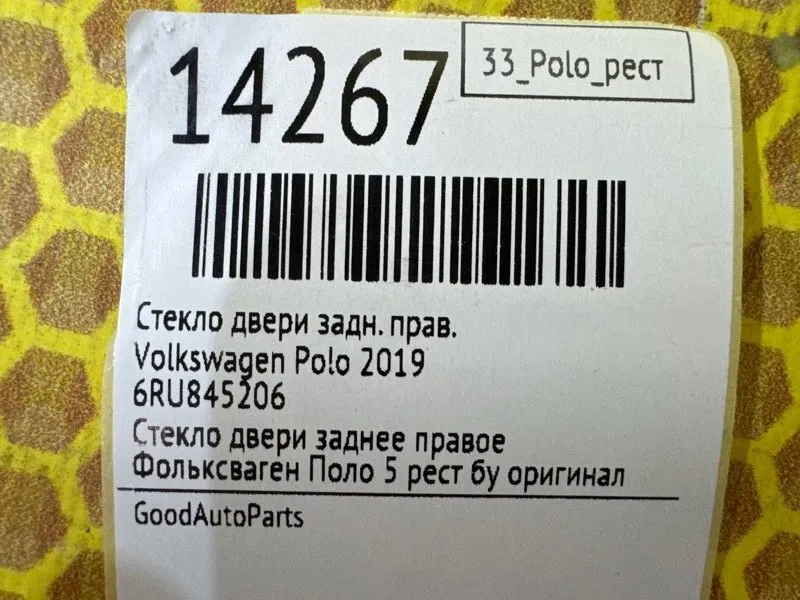 14267
33_Polo_рест
Стекло двери задн. прав.
Volkswagen Polo 2019
6RU845206
Стекло двери заднее правое
Фольксваген Поло 5 рест бу оригинал
GoodAutoParts